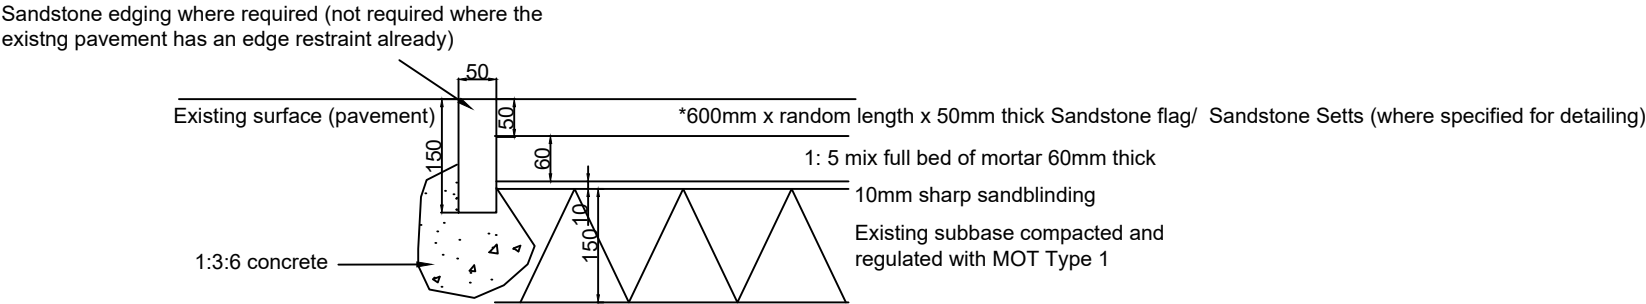 Sandstone edging where required (not required where the
existng pavement has an edge restraint already)
50
Existing surface (pavement)
50
*600mm x random length x 50mm thick Sandstone flag/ Sandstone Setts (where specified for detailing)
150
60
1: 5 mix full bed of mortar 60mm thick
10mm sharp sandblinding
10
150
Existing subbase compacted and
regulated with MOT Type 1
1:3:6 concrete